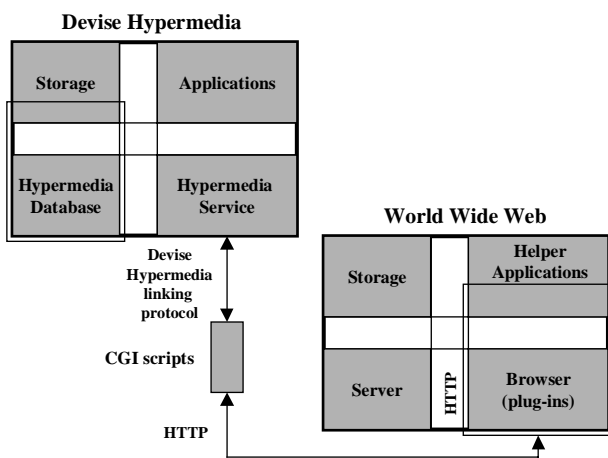 Devise Hypermedia
Storage
Applications
Hypermedia
Database
Hypermedia
Service
World Wide Web
Devise
Hypermedia
linking
protocol
Storage
Helper
Applications
CGI scripts
Server
HTTP
Browser
(plug-ins)
HTTP